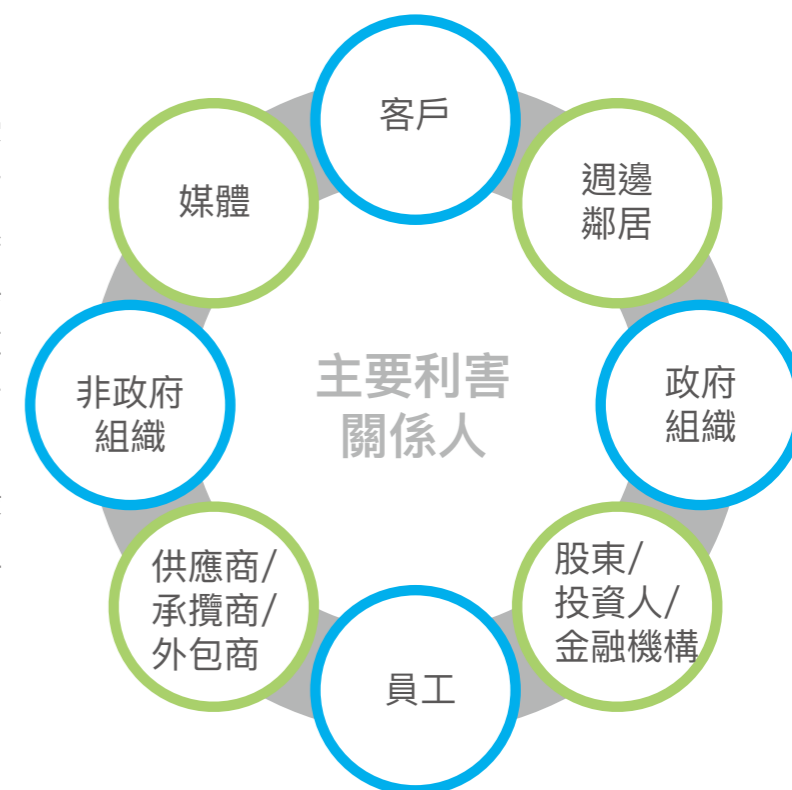 客戶
週邊
鄰居
政府
組織
股東/
投資人/
金融機構
員工
供應商/
承攬商/
外包商
非政府
組織
媒體
主要利害
關係人